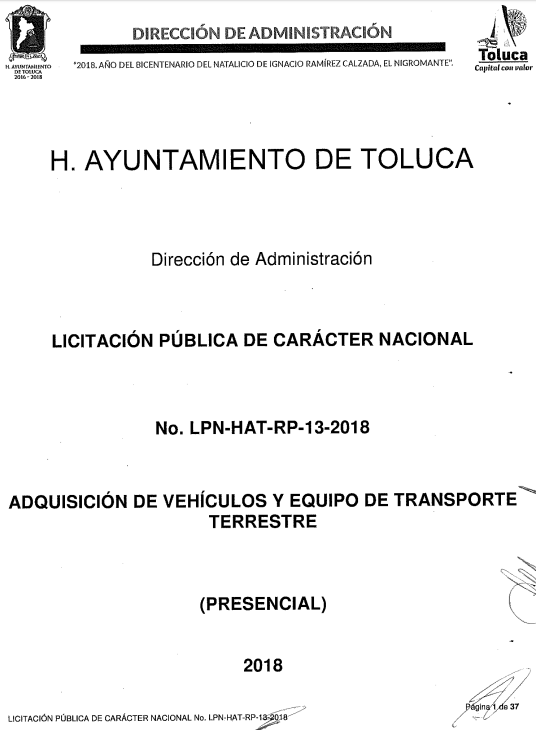 DIRECCIÓN DE ADMINISTRACIÓN
"2018. AÑO DEL BICENTENARIO DEL NATALICIO DE IGNACIO RAMÍREZ CALZADA, EL NIGROMANTE".
H. AYUNTAMIENTO
DE TOLUCA
2016 - 2018
Toluca
Capital con valor
H. AYUNTAMIENTO DE TOLUCA
Dirección de Administración
LICITACIÓN PÚBLICA DE CARÁCTER NACIONAL
No. LPN-HAT-RP-13-2018
ADQUISICIÓN DE VEHÍCULOS Y EQUIPO DE TRANSPORTE
TERRESTRE
(PRESENCIAL)
2018
Página 1 de 37
LICITACIÓN PÚBLICA DE CARÁCTER NACIONAL No. LPN-HAT-RP-13-2018